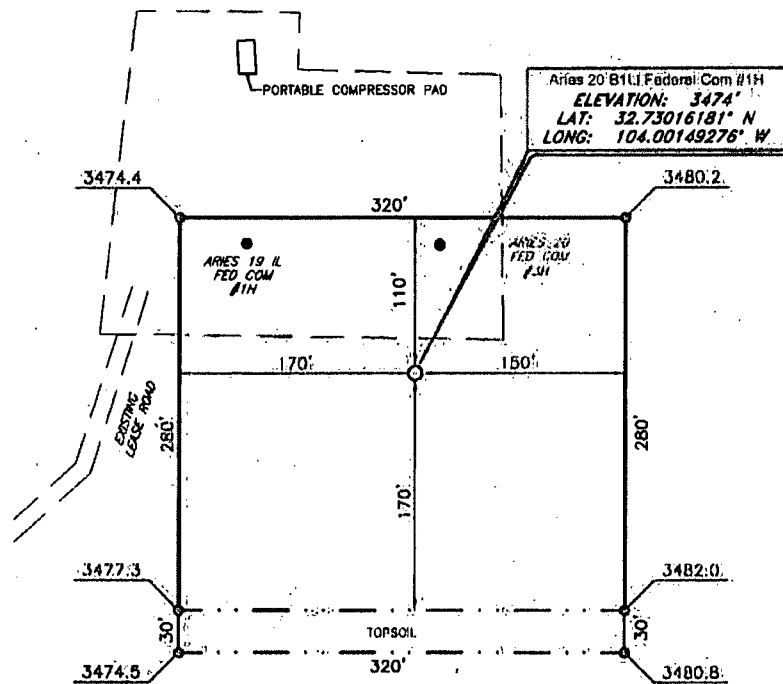 PORTABLE COMPRESSOR PAD
Aries 20 B1LI Federal Com #1H
ELEVATION: 3474'
LAT: 32.73016181° N
LONG: 104.00149276° W
3474.4
320'
3480.2
ARIES 19 IL
FED COM
#1H
ARIES 20
FED COM
#3H
110'
170'
150'
EXISTING
LEASE ROAD
280'
280'
170'
3477.3
3482.0
30'
TOPSOIL
30'
3474.5
320'
3480.8